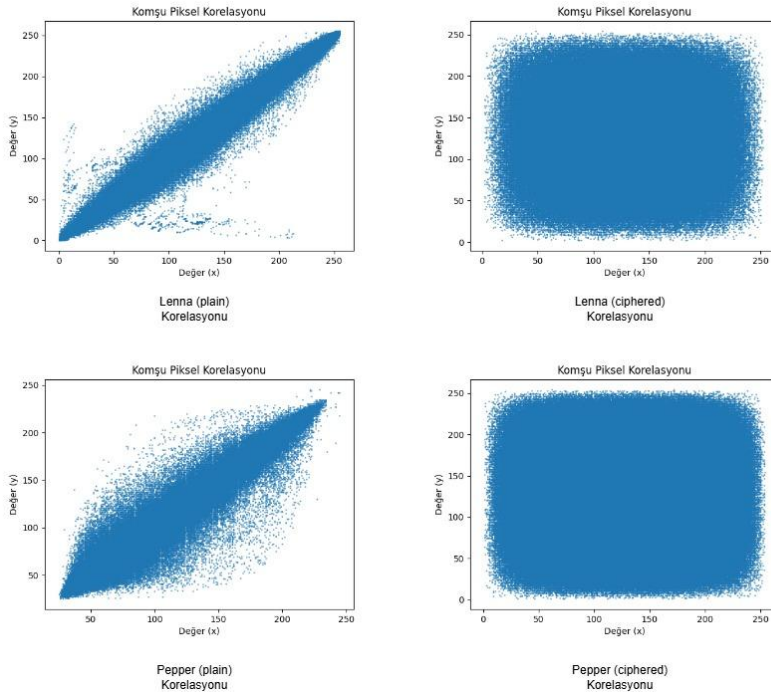 Komşu Piksel Korelasyonu
250
200
150
100
50
0
Değer (y)
0 50 100 150 200 250
Değer (x)
Lenna (plain)
Korelasyonu
Komşu Piksel Korelasyonu
250
200
150
100
50
0
Değer (y)
0 50 100 150 200 250
Değer (x)
Lenna (ciphered)
Korelasyonu
Komşu Piksel Korelasyonu
250
200
150
100
50
Değer (y)
50 100 150 200 250
Değer (x)
Pepper (plain)
Korelasyonu
Komşu Piksel Korelasyonu
250
200
150
100
50
0
Değer (y)
0 50 100 150 200 250
Değer (x)
Pepper (ciphered)
Korelasyonu